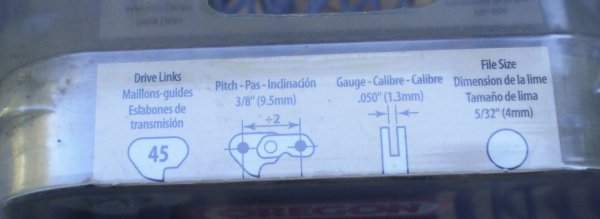 Drive Links
Maillons-guides
Eslabones de
transmisión
45
Pitch - Pas - Inclinación
3/8" (9.5mm)
÷2
Gauge - Calibre - Calibre
.050" (1.3mm)
File Size
Dimension de la lime
Tamaño de lima
5/32" (4mm)
OREGON